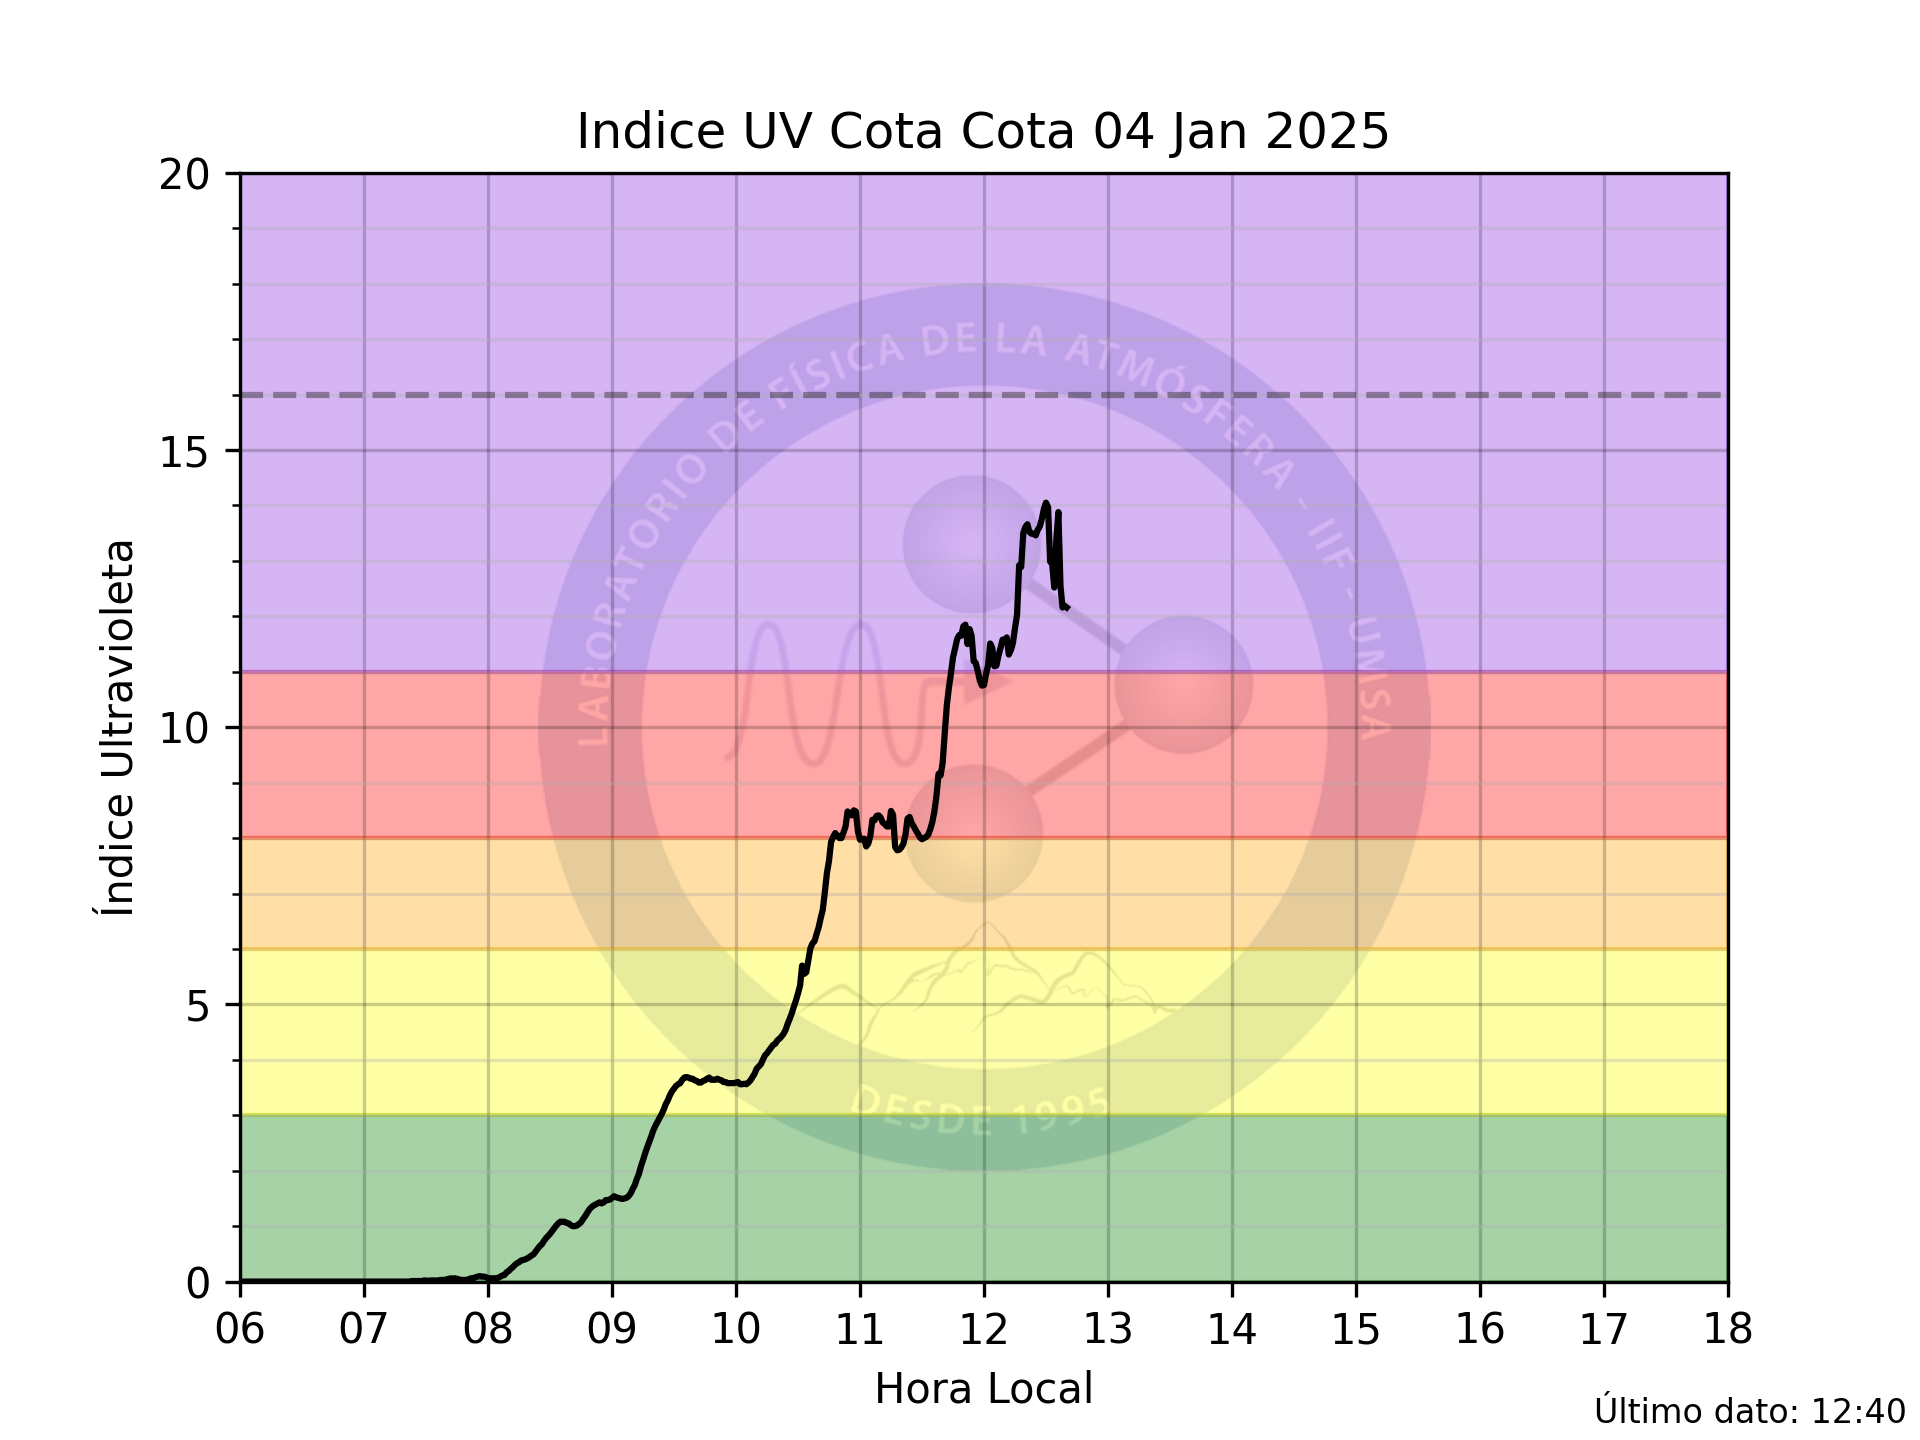 Indice UV Cota Cota 04 Jan 2025
20
15
10
5
0
Índice Ultravioleta
LABORATORIO DE FÍSICA DE LA ATMÓSFERA - IIF - UMSA
DESDE 1995
06 07 08 09 10 11 12 13 14 15 16 17 18
Hora Local
Último dato: 12:40